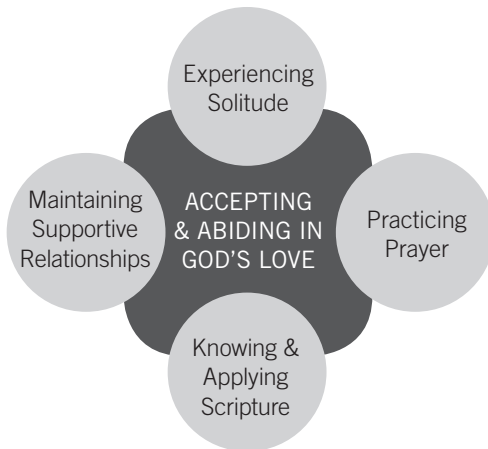 Experiencing
Solitude
Maintaining
Supportive
Relationships
ACCEPTING
& ABIDING IN
GOD'S LOVE
Practicing
Prayer
Knowing &
Applying
Scripture